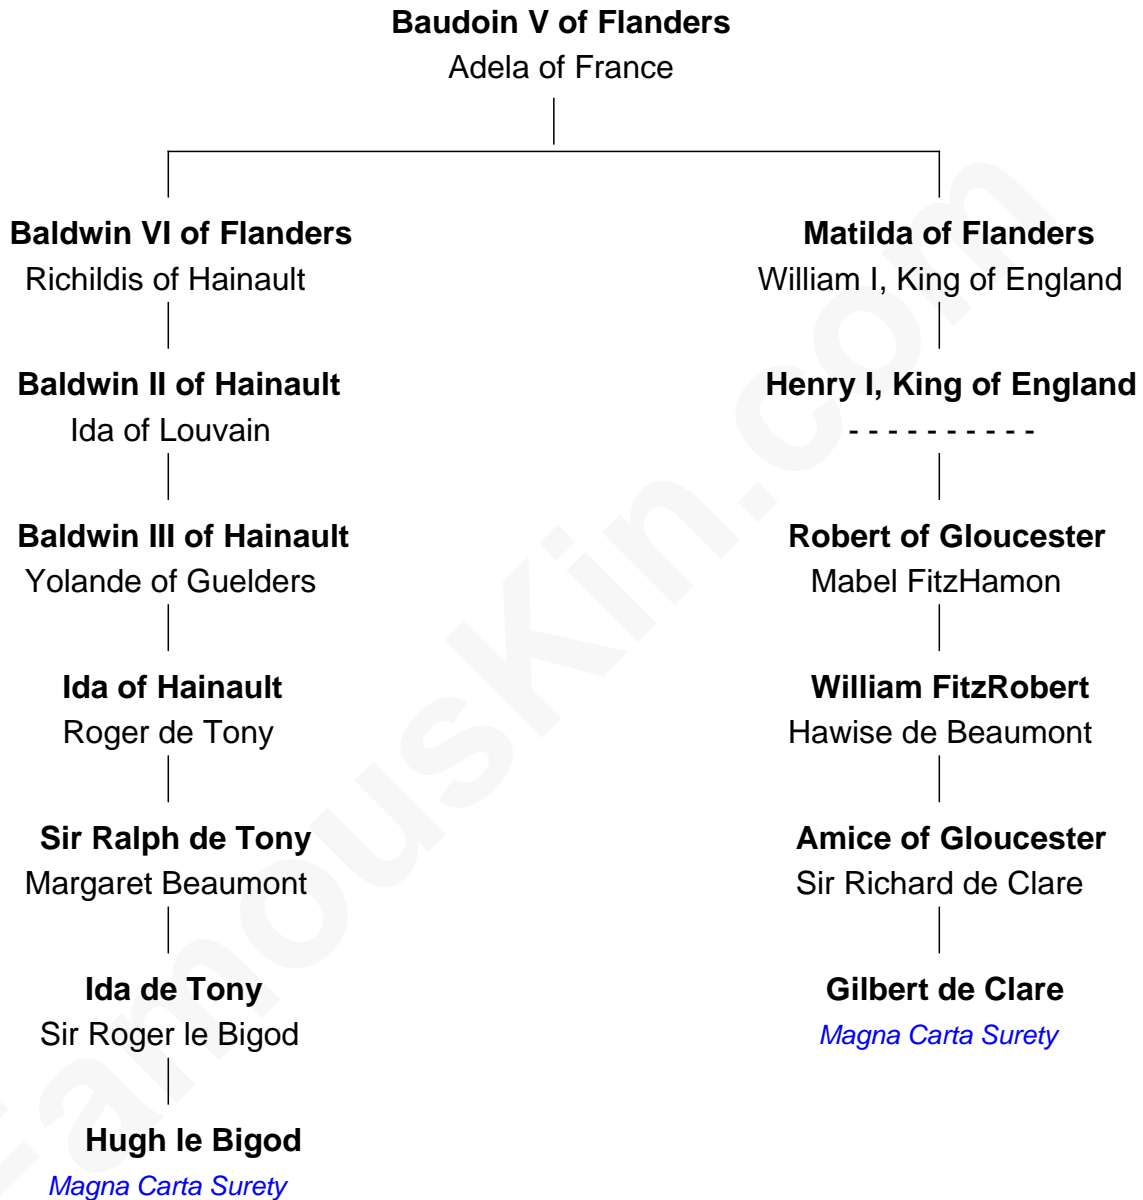 Baudoin V of Flanders
Adela of France
Baldwin VI of Flanders
Richildis of Hainault
Matilda of Flanders
William I, King of England
Baldwin II of Hainault
Ida of Louvain
Henry I, King of England
- - - - - - - - - -
Baldwin III of Hainault
Yolande of Guelders
Robert of Gloucester
Mabel FitzHamon
Ida of Hainault
Roger de Tony
William FitzRobert
Hawise de Beaumont
Sir Ralph de Tony
Margaret Beaumont
Amice of Gloucester
Sir Richard de Clare
Ida de Tony
Sir Roger le Bigod
Gilbert de Clare
Magna Carta Surety
Hugh le Bigod
Magna Carta Surety
FamousKin.com